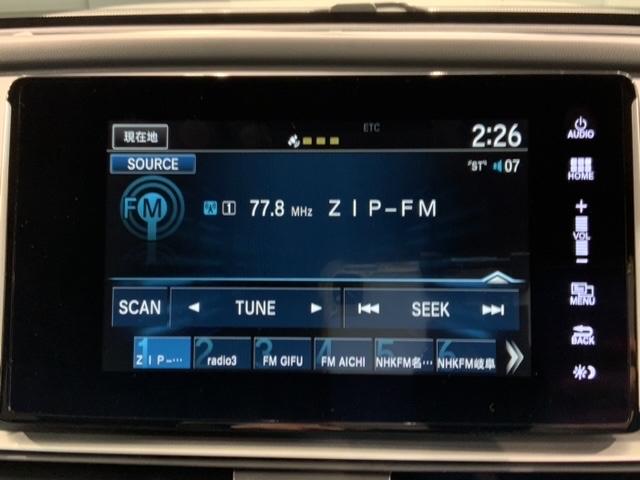 現在地 ETC 2:26
SOURCE ST 07
FM 1 77.8 MHz ZIP-FM
SCAN TUNE SEEK
1 2 3 4 5 6
ZIP-… radio3 FM GIFU FM AICHI NHKFM名… NHKFM岐阜
AUDIO
HOME
+
VOL
−
MENU
BACK